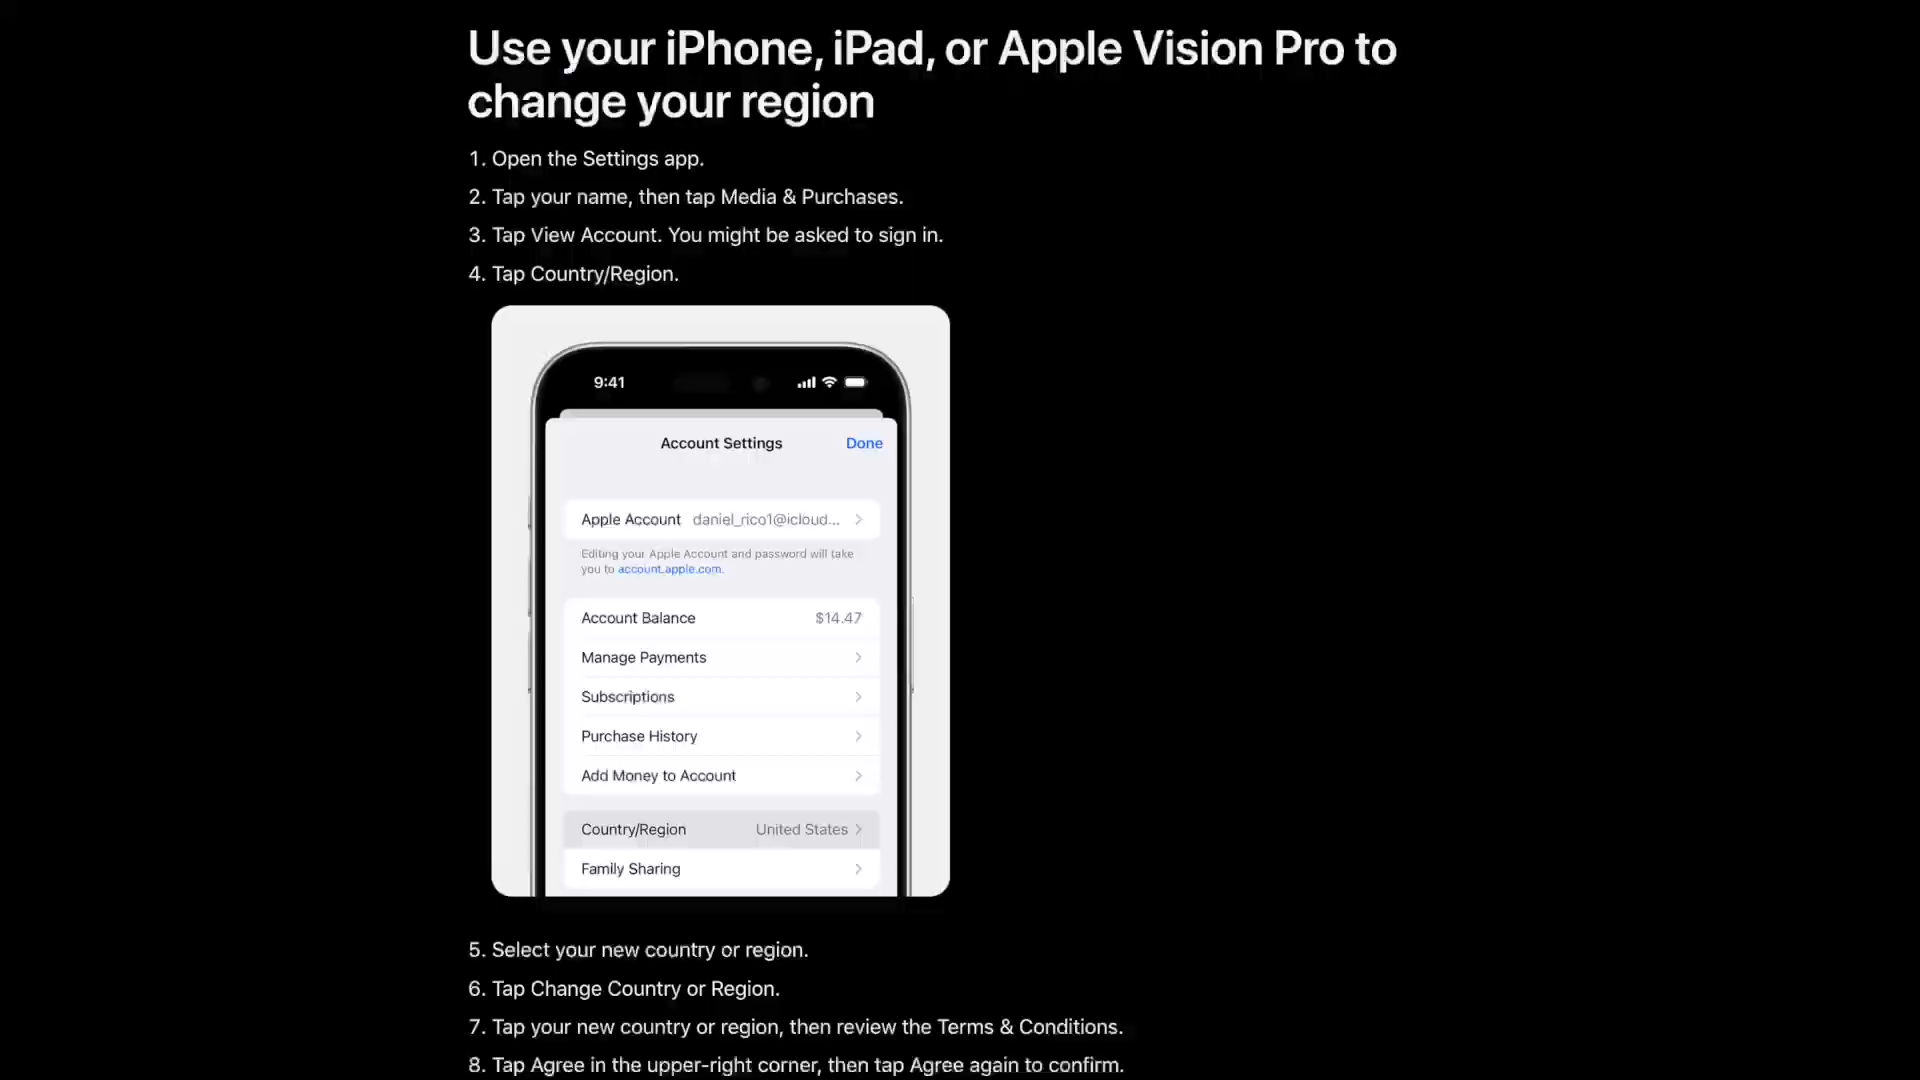 Use your iPhone, iPad, or Apple Vision Pro to
change your region
1. Open the Settings app.
2. Tap your name, then tap Media & Purchases.
3. Tap View Account. You might be asked to sign in.
4. Tap Country/Region.
9:41
Account Settings Done
Apple Account daniel_rico1@icloud...
Editing your Apple Account and password will take
you to account.apple.com.
Account Balance $14.47
Manage Payments
Subscriptions
Purchase History
Add Money to Account
Country/Region United States
Family Sharing
5. Select your new country or region.
6. Tap Change Country or Region.
7. Tap your new country or region, then review the Terms & Conditions.
8. Tap Agree in the upper-right corner, then tap Agree again to confirm.